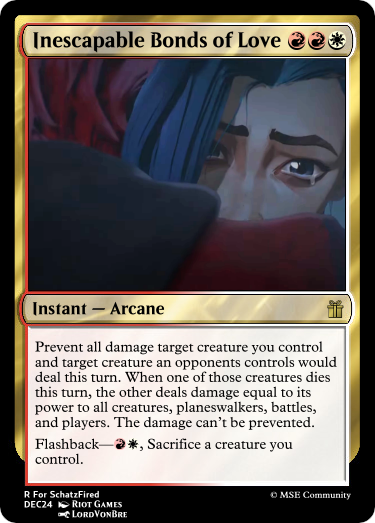 Inescapable Bonds of Love
Instant — Arcane
Prevent all damage target creature you control
and target creature an opponents controls would
deal this turn. When one of those creatures dies
this turn, the other deals damage equal to its
power to all creatures, planeswalkers, battles,
and players. The damage can't be prevented.
Flashback—, Sacrifice a creature you
control.
R For SchatzFired
DEC24 Riot Games
LordVonBre
© MSE Community